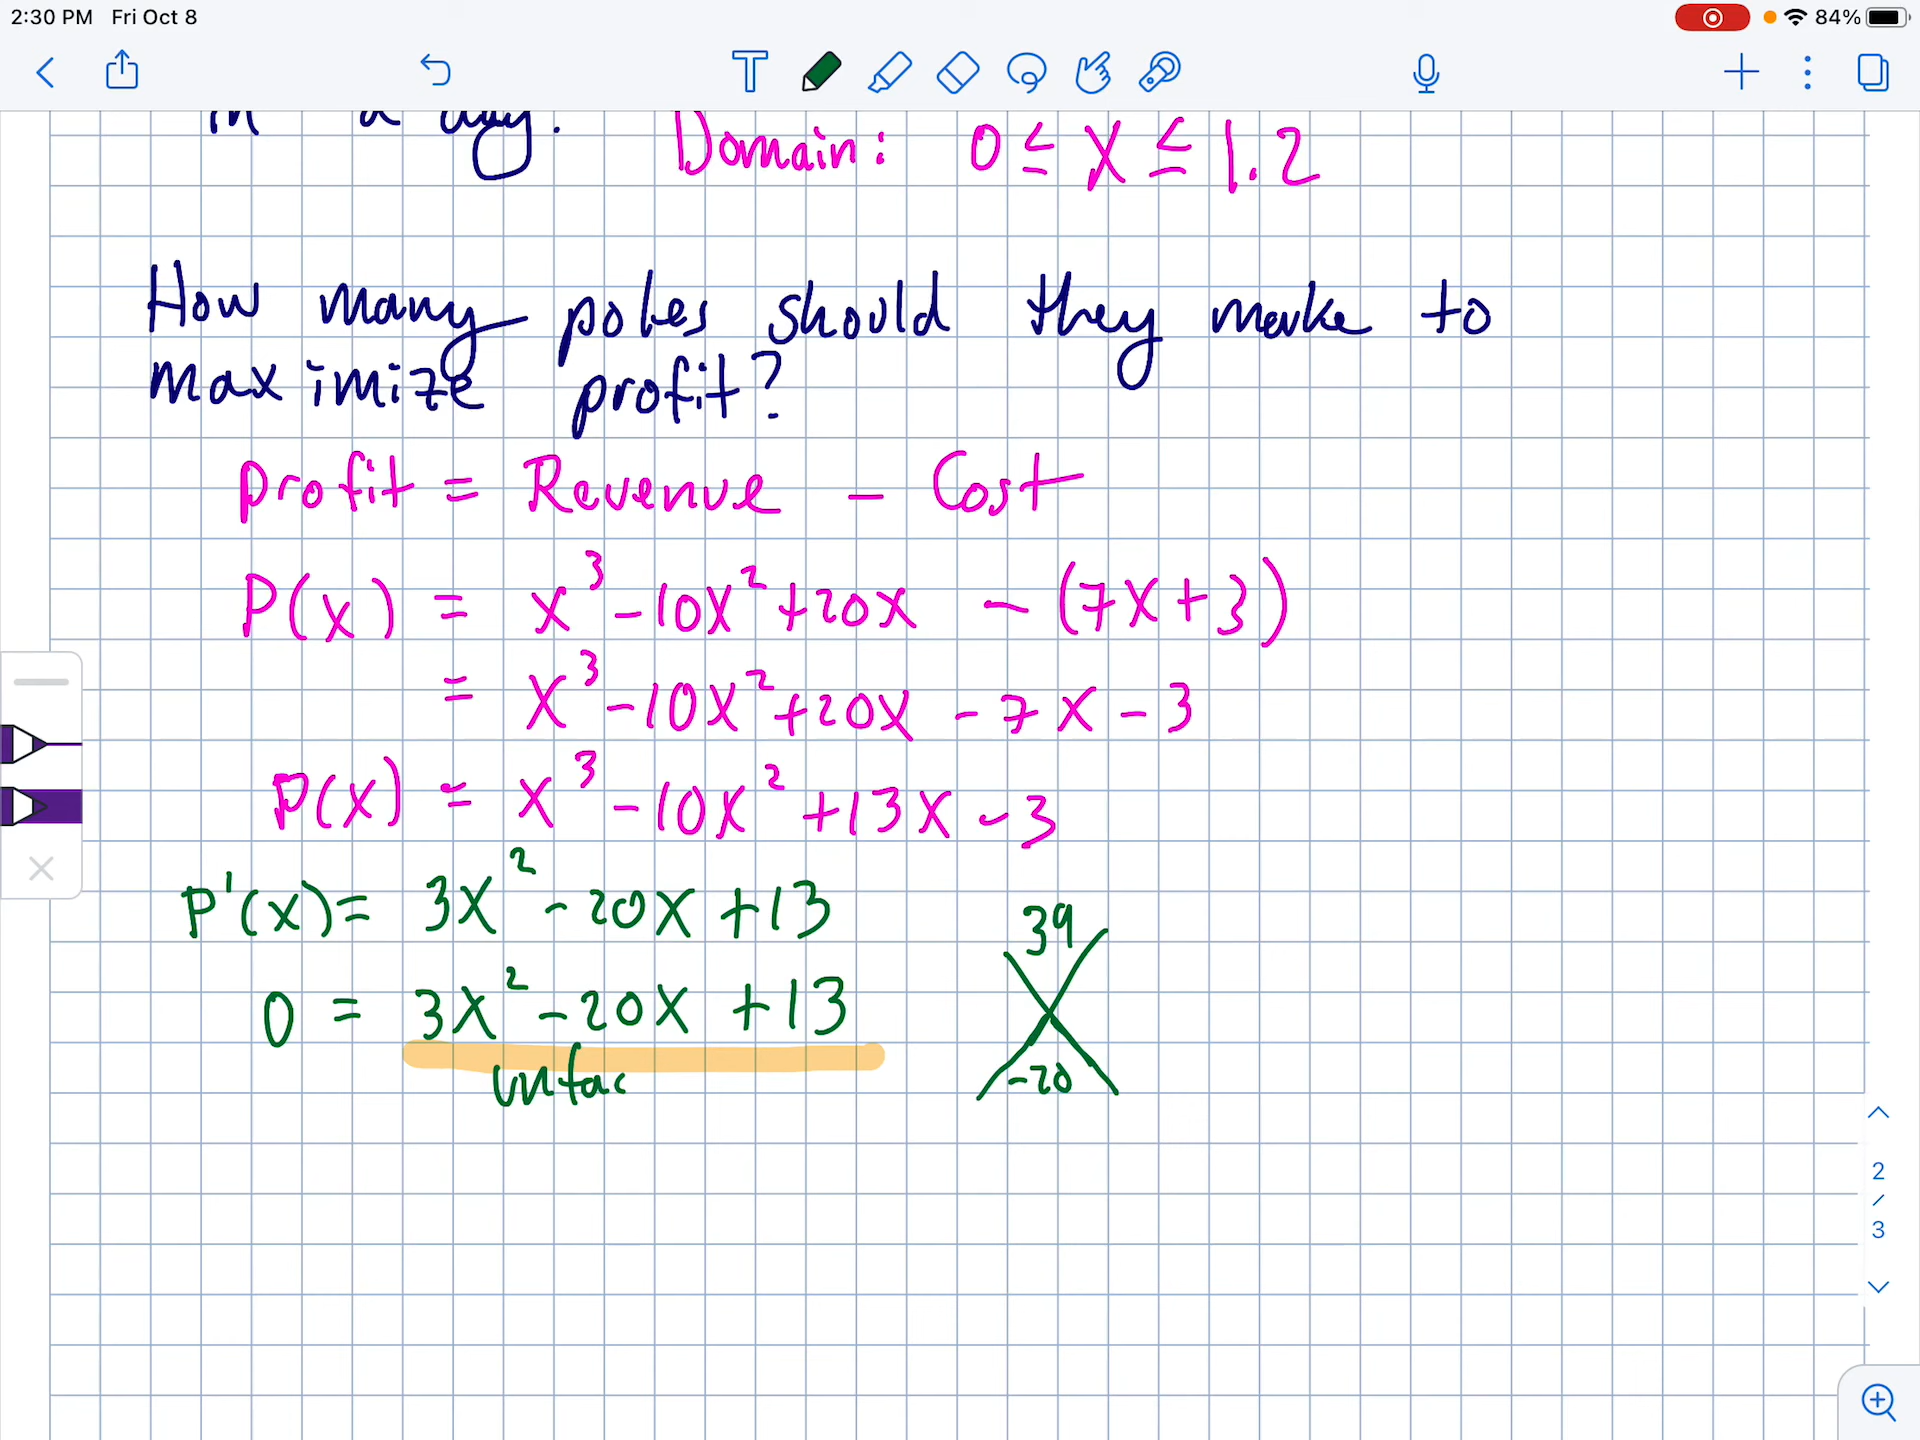 2:30 PM Fri Oct 8 84%
in a day. Domain: 0 ≤ x ≤ 1.2
How many poles should they make to
maximize profit?
profit = Revenue - Cost
P(x) = x³ - 10x² + 20x - (7x + 3)
= x³ - 10x² + 20x - 7x - 3
P(x) = x³ - 10x² + 13x - 3
P'(x) = 3x² - 20x + 13
39
0 = 3x² - 20x + 13
-20
unfac
2
/
3